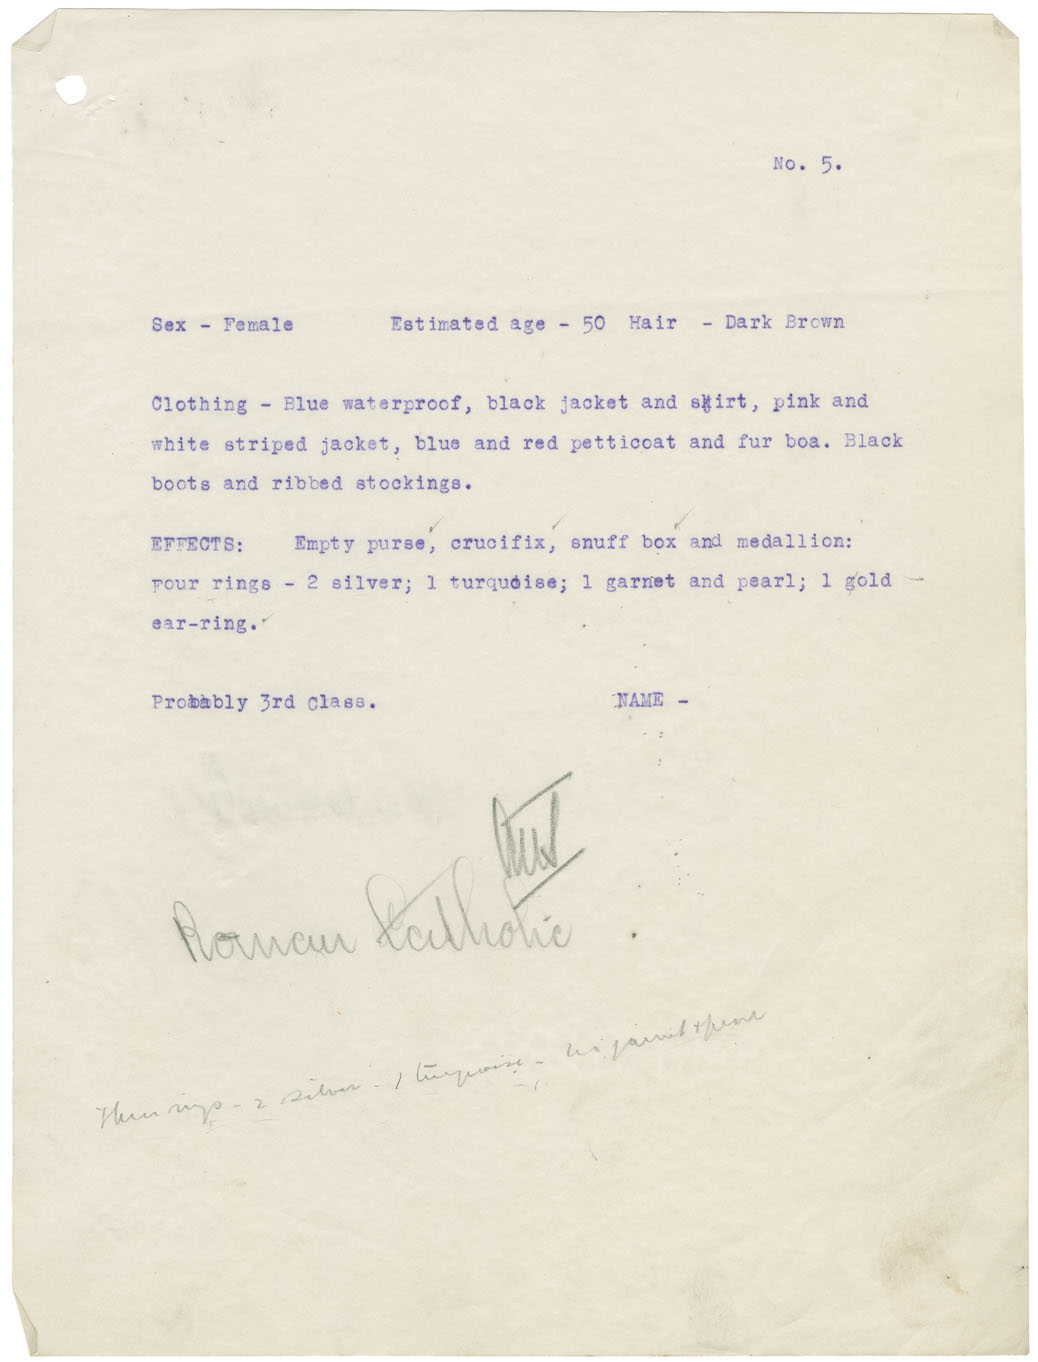 No. 5.
Sex - Female Estimated age - 50 Hair - Dark Brown
Clothing - Blue waterproof, black jacket and skirt, pink and
white striped jacket, blue and red petticoat and fur boa. Black
boots and ribbed stockings.
EFFECTS: Empty purse, crucifix, snuff box and medallion:
Four rings - 2 silver; 1 turquoise; 1 garnet and pearl; 1 gold
ear-ring.
Probably 3rd Class. NAME -
Roman Catholic
rings - 2 silver - 1 turquoise - garnet +